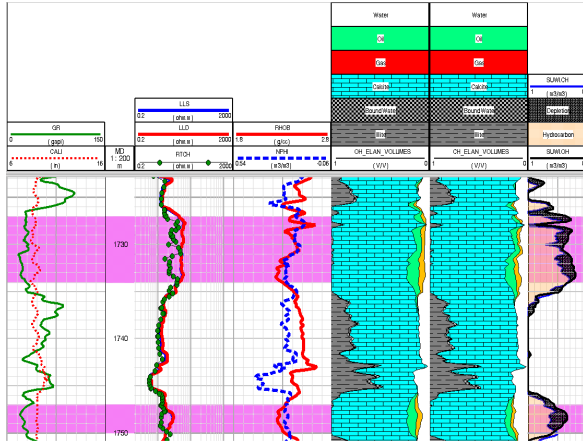 Water
Water
Oil
Oil
Gas
Gas
Calcite
Calcite
SUWI.CH
1 (m3/m3)
LLS
0.2 (ohm.m) 2000
BoundWater
BoundWater
Depletion
GR
0 (gapi) 150
LLD
0.2 (ohm.m) 2000
RHOB
1.8 (g/cc) 2.8
Illite
Illite
Hydrocarbon
CALI
6 (in) 16
MD
1 : 200
m
RTCH
0.2 (ohm.m) 2000
NPHI
0.54 (m3/m3) -0.06
OH_ELAN_VOLUMES
1 (V/V) 0
OH_ELAN_VOLUMES
1 (V/V) 0
SUWI.CH
1 (m3/m3)
1730
1740
1750